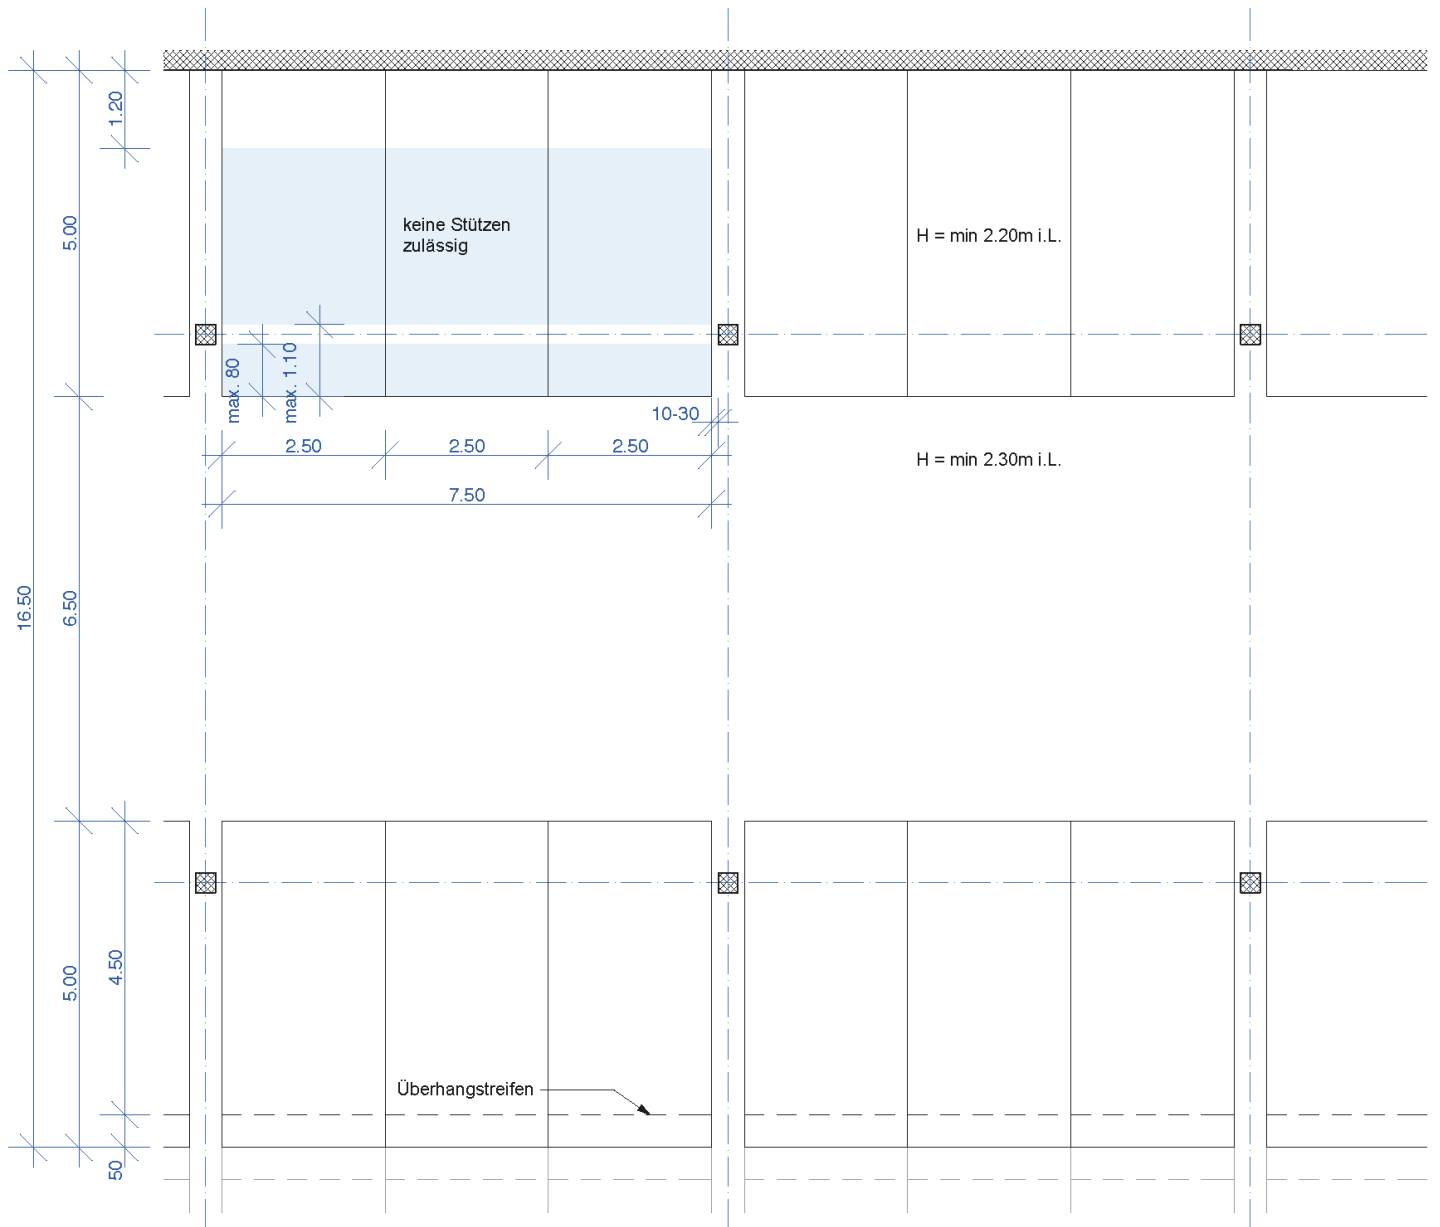 1.20
5.00
keine Stützen
zulässig
H = min 2.20m i.L.
max. 80
max. 1.10
10-30
2.50
2.50
2.50
H = min 2.30m i.L.
7.50
16.50
6.50
4.50
5.00
Überhangstreifen
50